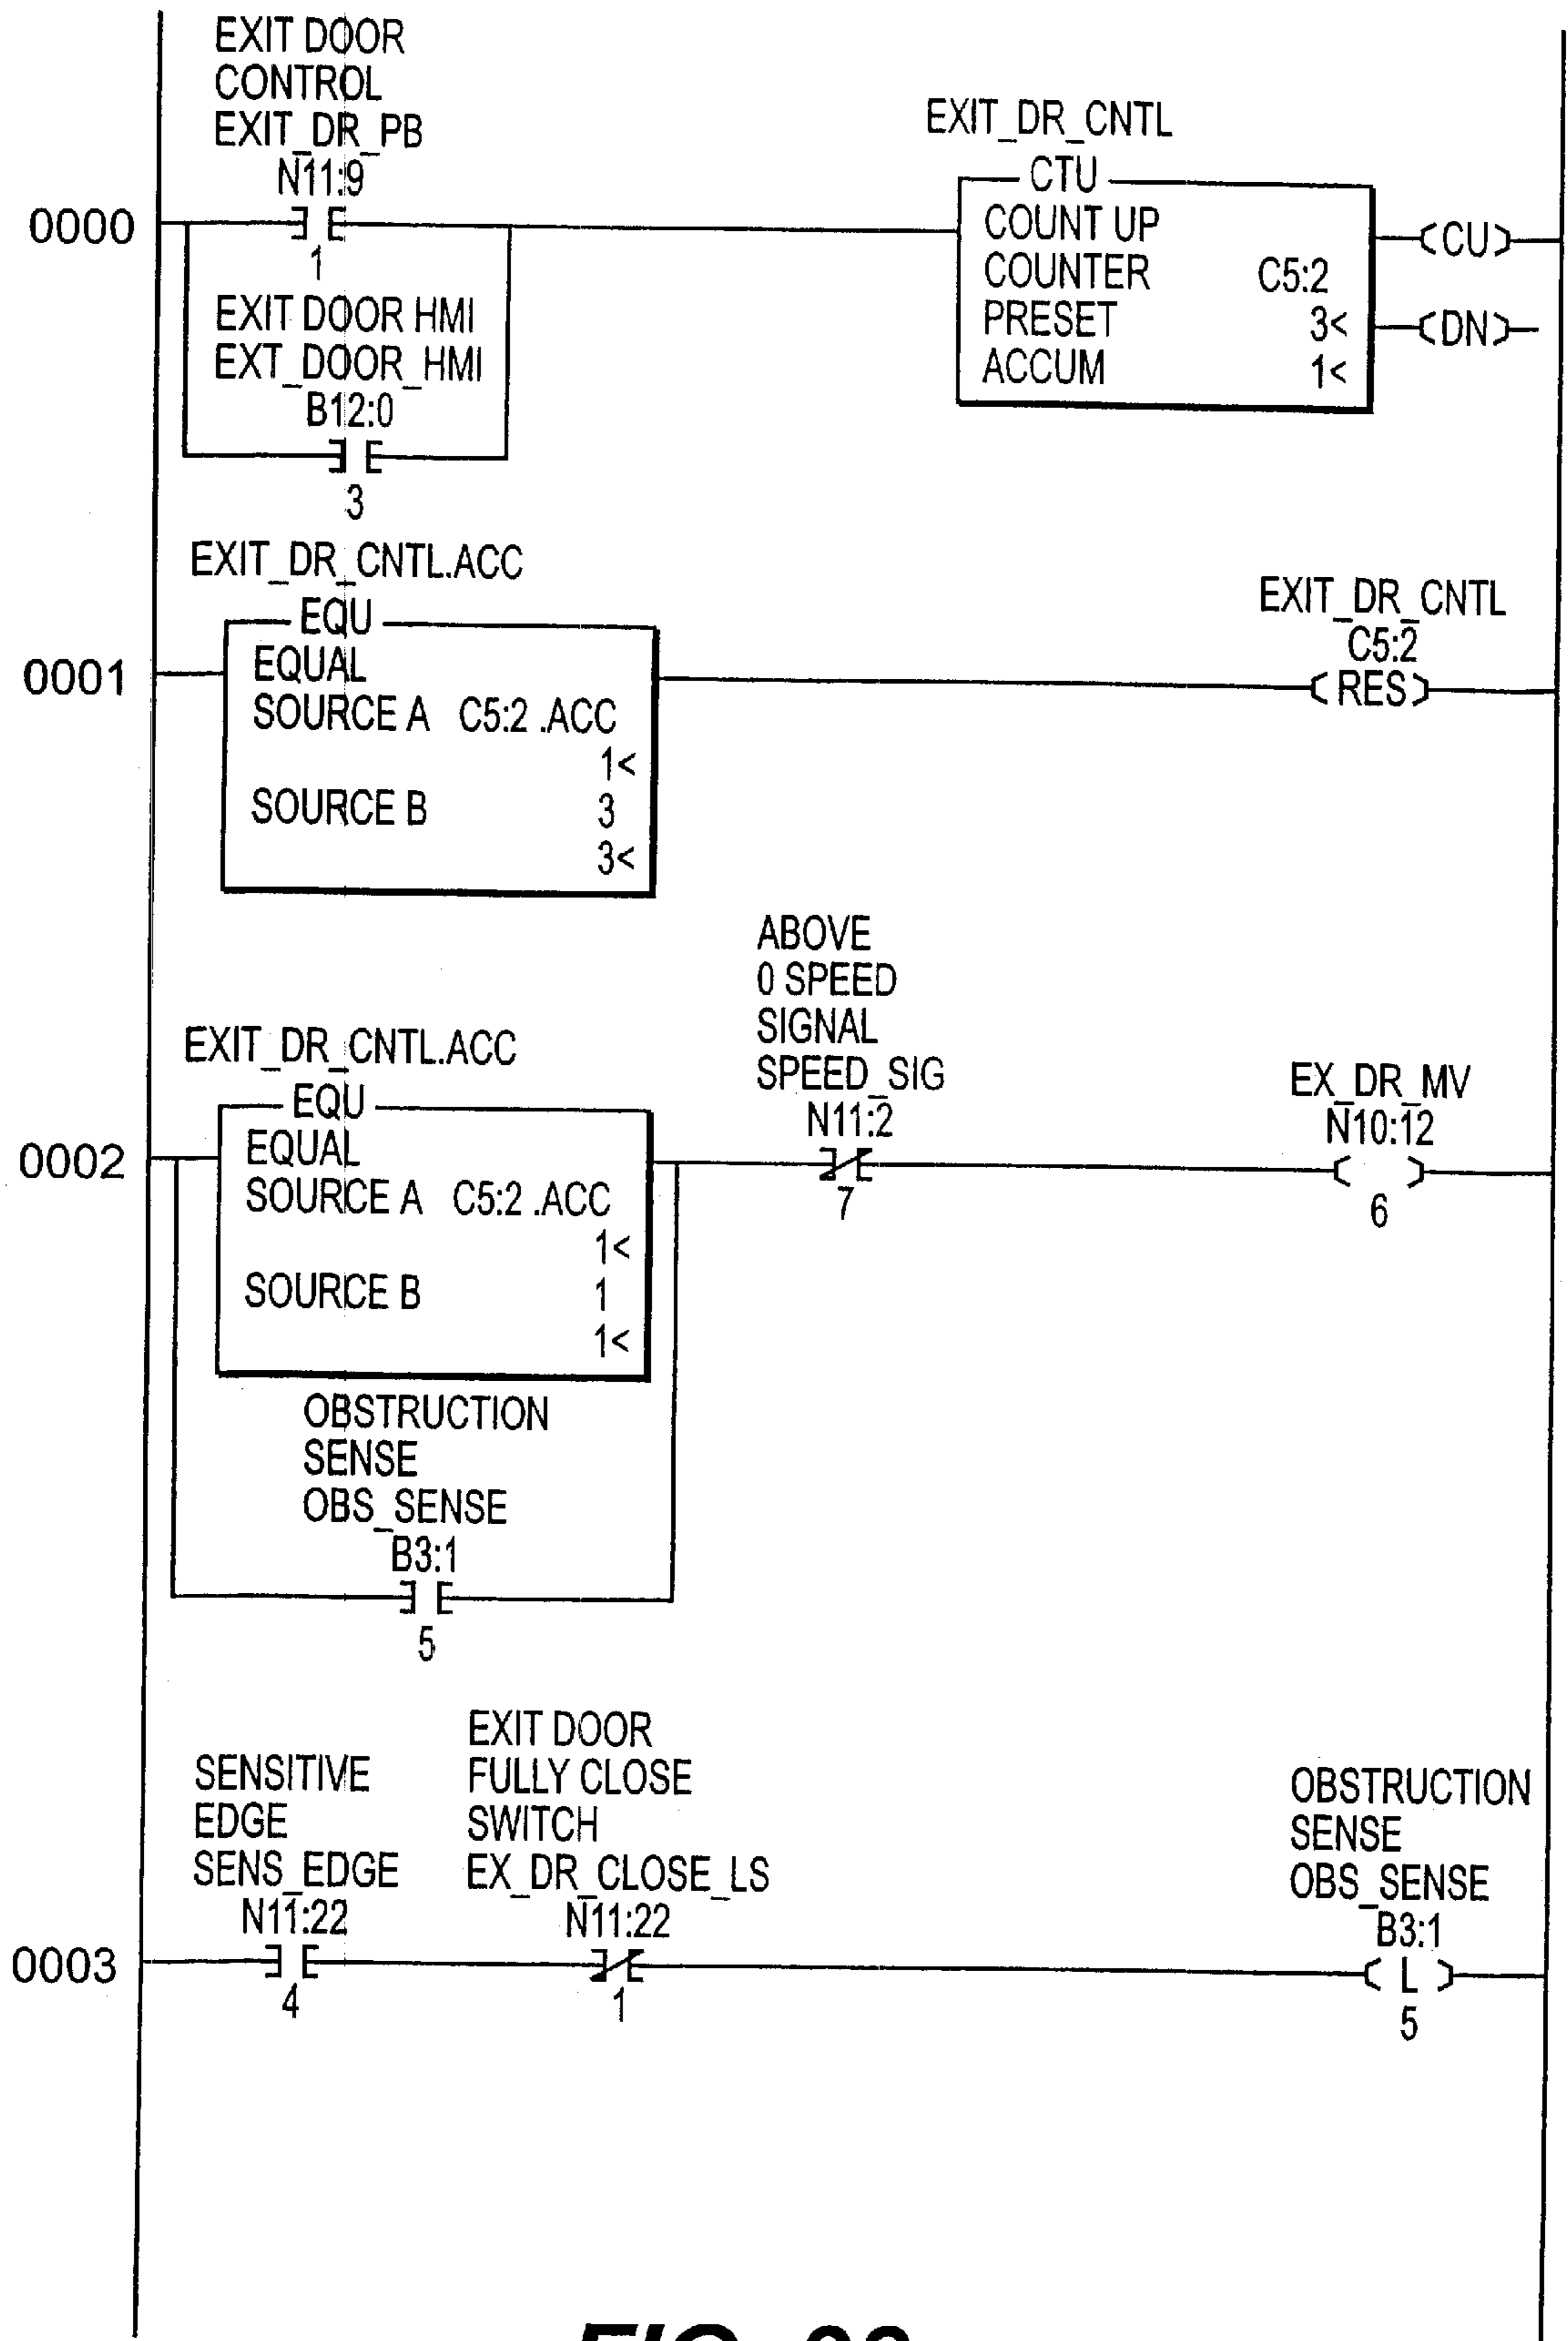 EXIT DOOR
CONTROL
EXIT_DR_PB
N11:9
1
EXIT_DR_CNTL
CTU
COUNT UP
COUNTER C5:2
PRESET 3<
ACCUM 1<
CU
DN
0000
EXIT DOOR HMI
EXT_DOOR_HMI
B12:0
3
EXIT_DR_CNTL.ACC
EQU
EQUAL
SOURCE A C5:2 .ACC
1<
SOURCE B 3
3<
EXIT_DR_CNTL
C5:2
RES
0001
EXIT_DR_CNTL.ACC
EQU
EQUAL
SOURCE A C5:2 .ACC
1<
SOURCE B 1
1<
ABOVE
0 SPEED
SIGNAL
SPEED_SIG
N11:2
7
EX_DR_MV
N10:12
6
0002
OBSTRUCTION
SENSE
OBS_SENSE
B3:1
5
SENSITIVE
EDGE
SENS_EDGE
N11:22
4
EXIT DOOR
FULLY CLOSE
SWITCH
EX_DR_CLOSE_LS
N11:22
1
OBSTRUCTION
SENSE
OBS_SENSE
B3:1
L
5
0003
FIG.